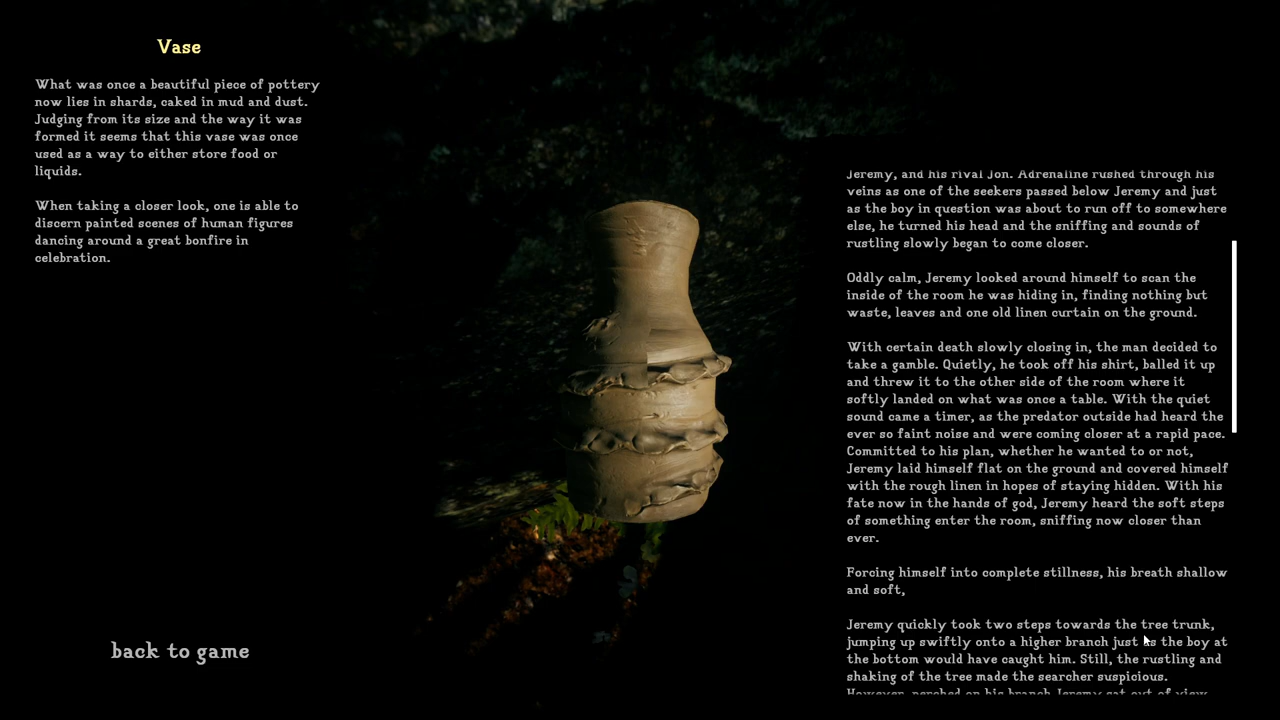 Vase
What was once a beautiful piece of pottery
now lies in shards, caked in mud and dust.
Judging from its size and the way it was
formed it seems that this vase was once
used as a way to either store food or
liquids.
When taking a closer look, one is able to
discern painted scenes of human figures
dancing around a great bonfire in
celebration.
back to game
Jeremy, and his rival Jon. Adrenaline rushed through his
veins as one of the seekers passed below Jeremy and just
as the boy in question was about to run off to somewhere
else, he turned his head and the sniffing and sounds of
rustling slowly began to come closer.
Oddly calm, Jeremy looked around himself to scan the
inside of the room he was hiding in, finding nothing but
waste, leaves and one old linen curtain on the ground.
With certain death slowly closing in, the man decided to
take a gamble. Quietly, he took off his shirt, balled it up
and threw it to the other side of the room where it
softly landed on what was once a table. With the quiet
sound came a timer, as the predator outside had heard the
ever so faint noise and were coming closer at a rapid pace.
Committed to his plan, whether he wanted to or not,
Jeremy laid himself flat on the ground and covered himself
with the rough linen in hopes of staying hidden. With his
fate now in the hands of god, Jeremy heard the soft steps
of something enter the room, sniffing now closer than
ever.
Forcing himself into complete stillness, his breath shallow
and soft,
Jeremy quickly took two steps towards the tree trunk,
jumping up swiftly onto a higher branch just as the boy at
the bottom would have caught him. Still, the rustling and
shaking of the tree made the searcher suspicious.
However, perched on his branch Jeremy sat out of view